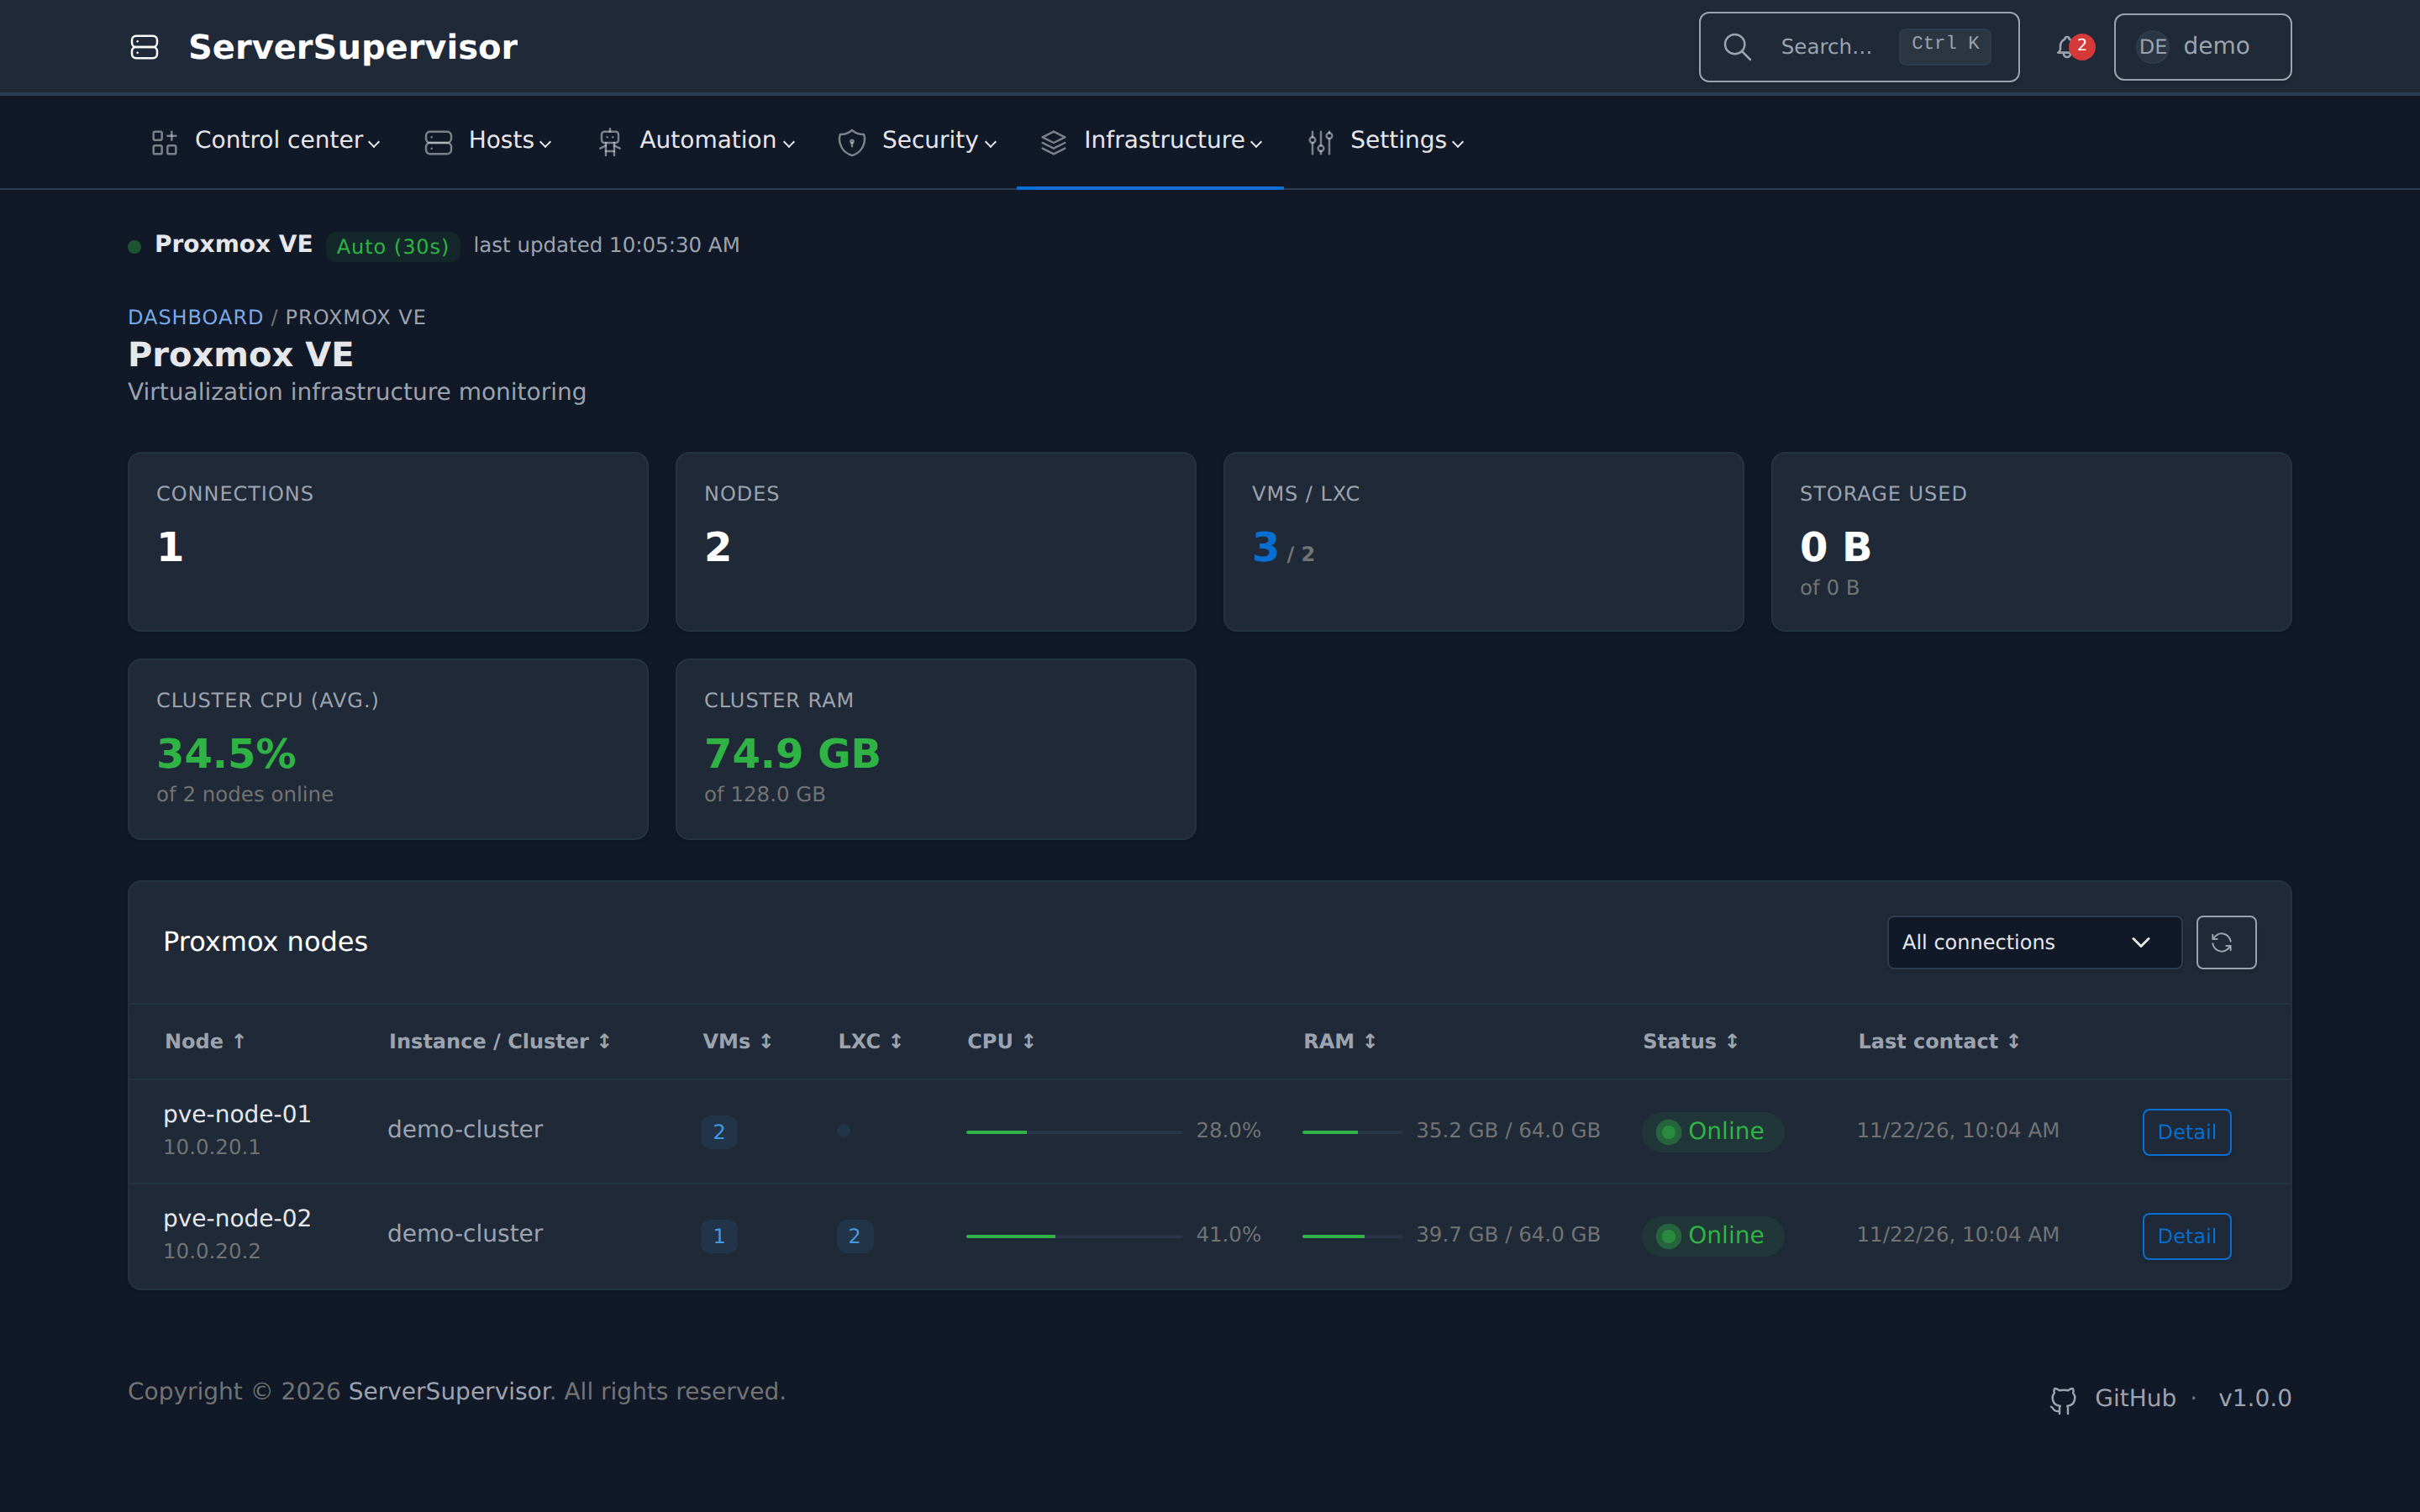 ServerSupervisor
Search... Ctrl K 2 DE demo
Control center Hosts Automation Security Infrastructure Settings
Proxmox VE Auto (30s) last updated 10:05:30 AM
DASHBOARD / PROXMOX VE
Proxmox VE
Virtualization infrastructure monitoring
CONNECTIONS
1
NODES
2
VMS / LXC
3 / 2
STORAGE USED
0 B
of 0 B
CLUSTER CPU (AVG.)
34.5%
of 2 nodes online
CLUSTER RAM
74.9 GB
of 128.0 GB
Proxmox nodes
All connections
Node ↑ Instance / Cluster ↕ VMs ↕ LXC ↕ CPU ↕ RAM ↕ Status ↕ Last contact ↕
pve-node-01
10.0.20.1
demo-cluster 2 28.0% 35.2 GB / 64.0 GB Online 11/22/26, 10:04 AM Detail
pve-node-02
10.0.20.2
demo-cluster 1 2 41.0% 39.7 GB / 64.0 GB Online 11/22/26, 10:04 AM Detail
Copyright © 2026 ServerSupervisor. All rights reserved.
GitHub · v1.0.0